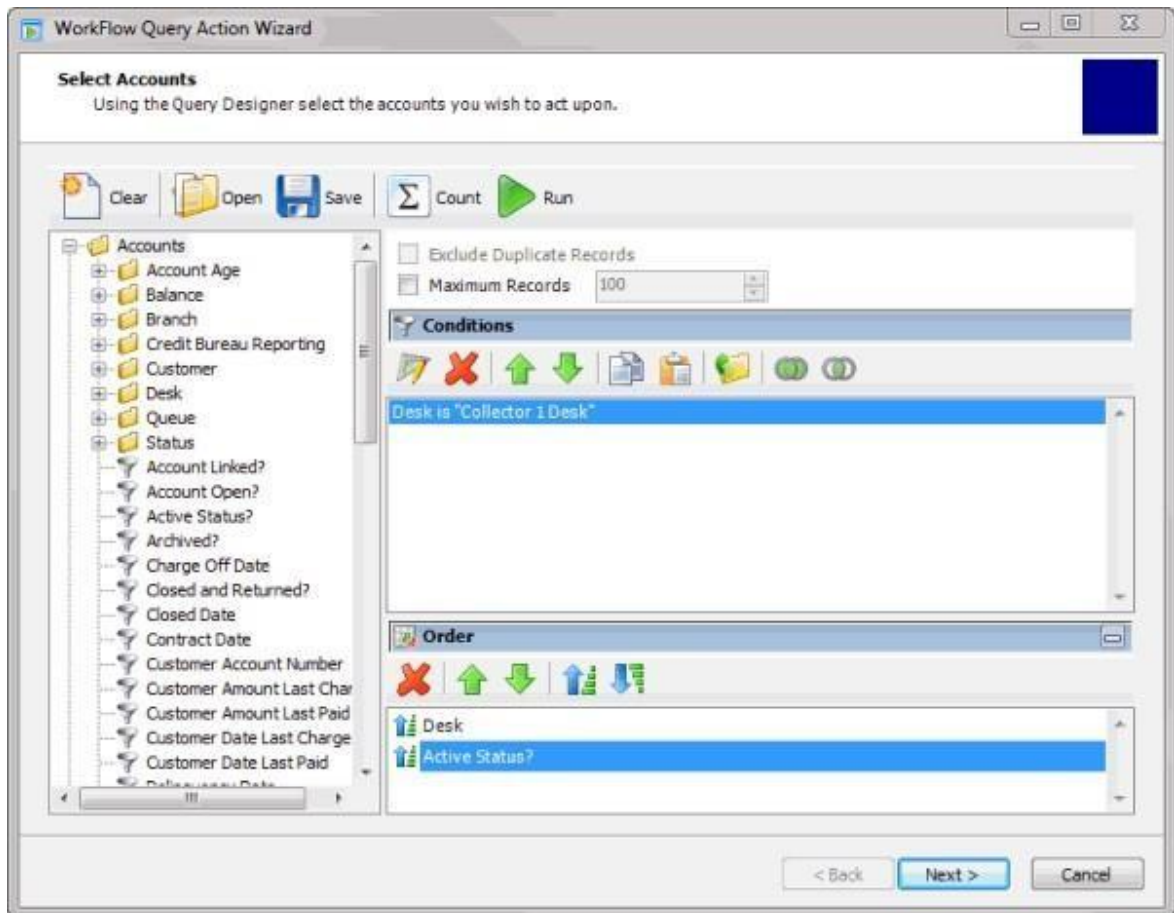 WorkFlow Query Action Wizard
Select Accounts
Using the Query Designer select the accounts you wish to act upon.
Clear Open Save Σ Count Run
Accounts
Account Age
Balance
Branch
Credit Bureau Reporting
Customer
Desk
Queue
Status
Account Linked?
Account Open?
Active Status?
Archived?
Charge Off Date
Closed and Returned?
Closed Date
Contract Date
Customer Account Number
Customer Amount Last Char
Customer Amount Last Paid
Customer Date Last Charge
Customer Date Last Paid
Delinquency Date
Exclude Duplicate Records
Maximum Records 100
Conditions
Desk is "Collector 1 Desk"
Order
Desk
Active Status?
< Back Next > Cancel